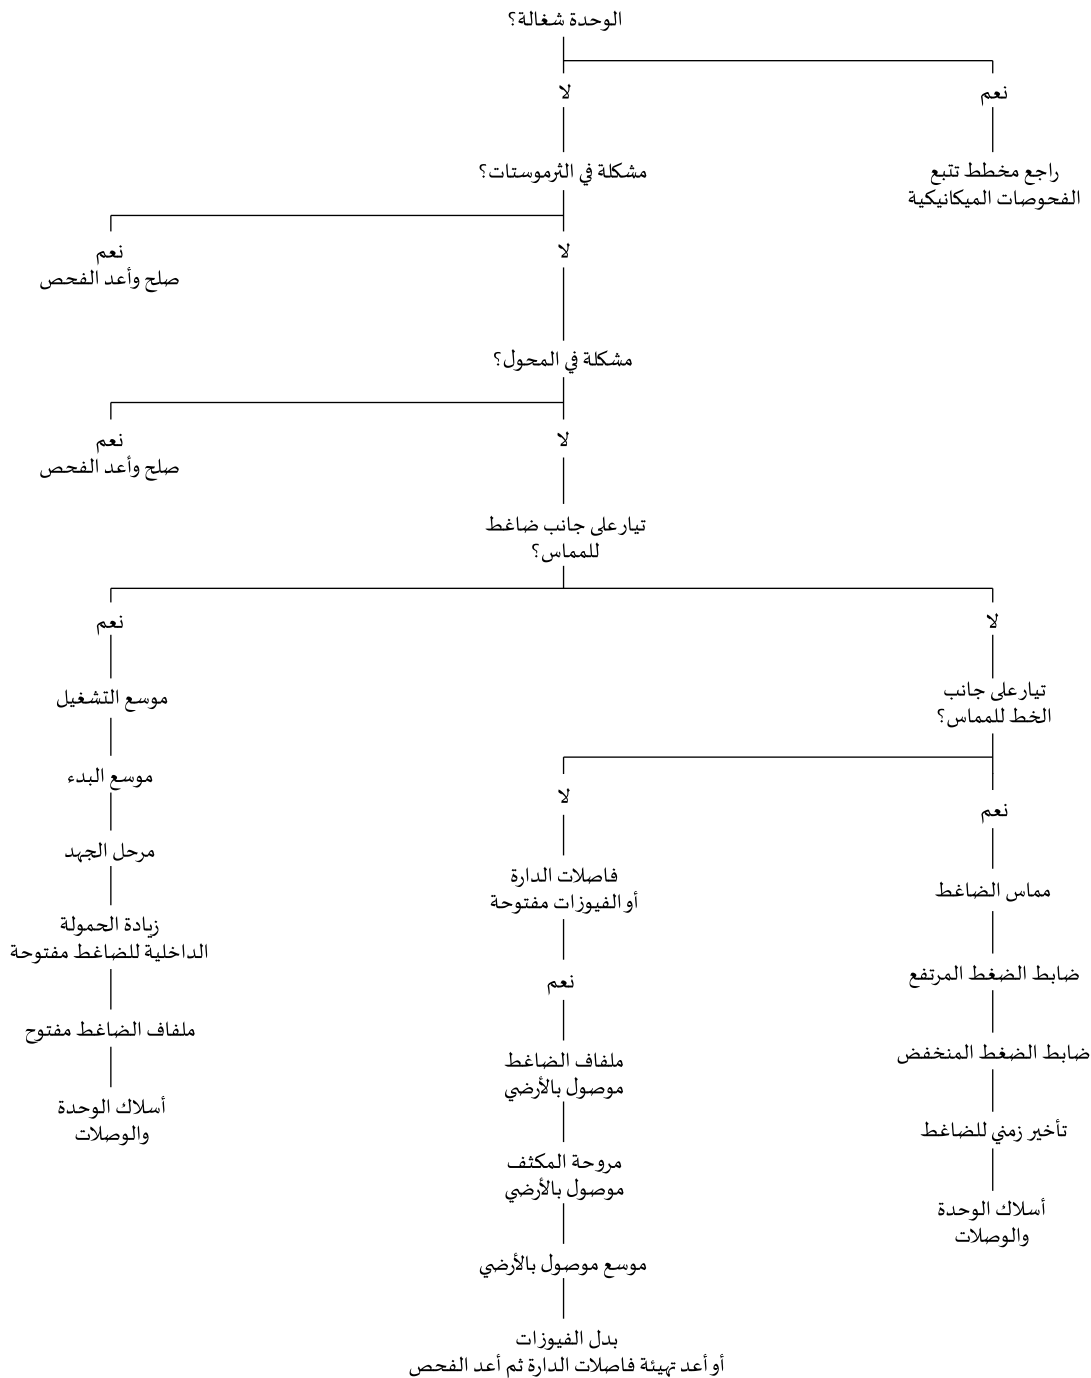 الوحدة شغالة؟
نعم
لا
راجع مخطط تتبع
الفحوصات الميكانيكية
مشكلة في الثرموستات؟
لا
نعم
صلح وأعد الفحص
مشكلة في المحول؟
لا
نعم
صلح وأعد الفحص
تيار على جانب ضاغط
للمماس؟
لا
نعم
تيار على جانب
الخط للمماس؟
نعم
مماس الضاغط
ضابط الضغط المرتفع
ضابط الضغط المنخفض
تأخير زمني للضاغط
أسلاك الوحدة
والوصلات
لا
فاصلات الدارة
أو الفيوزات مفتوحة
نعم
ملفاف الضاغط
موصول بالأرضي
مروحة المكثف
موصول بالأرضي
موسع موصول بالأرضي
بدل الفيوزات
أو أعد تهيئة فاصلات الدارة ثم أعد الفحص
موسع التشغيل
موسع البدء
مرحل الجهد
زيادة الحمولة
الداخلية للضاغط مفتوحة
ملفاف الضاغط مفتوح
أسلاك الوحدة
والوصلات